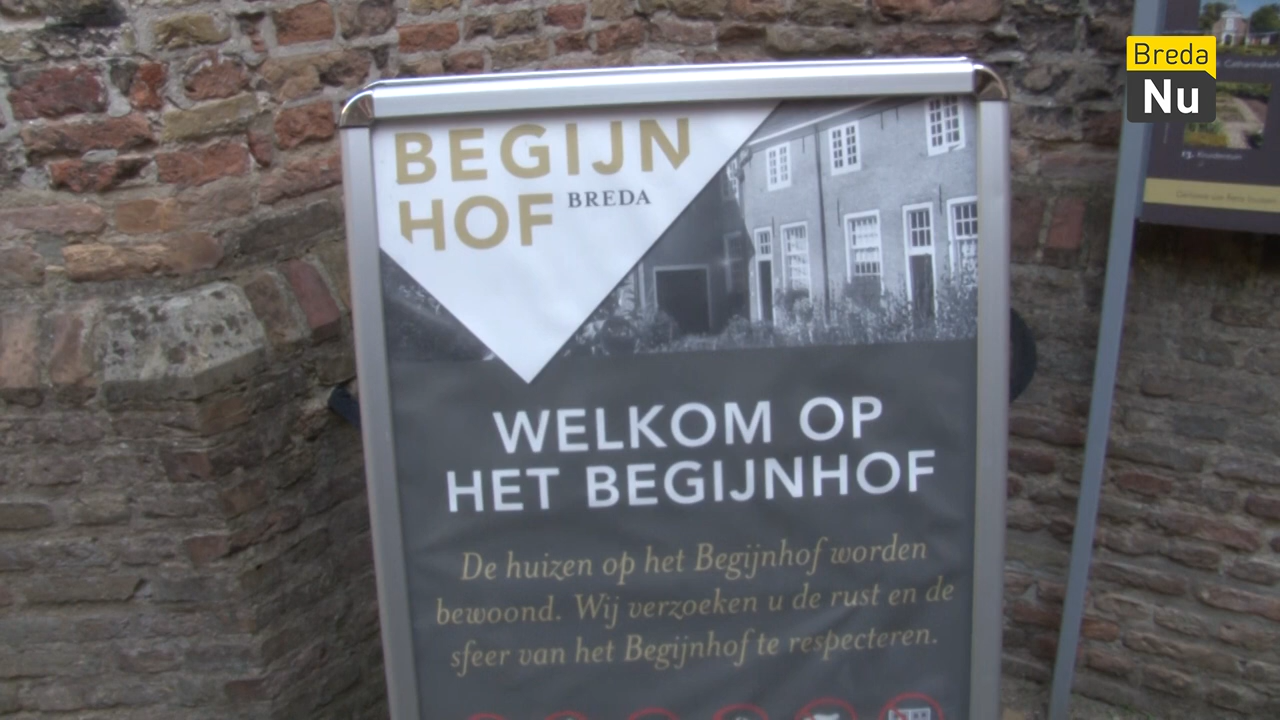 BEGIJN
HOF BREDA
WELKOM OP
HET BEGIJNHOF
De huizen op het Begijnhof worden
bewoond. Wij verzoeken u de rust en de
sfeer van het Begijnhof te respecteren.
Breda
Nu